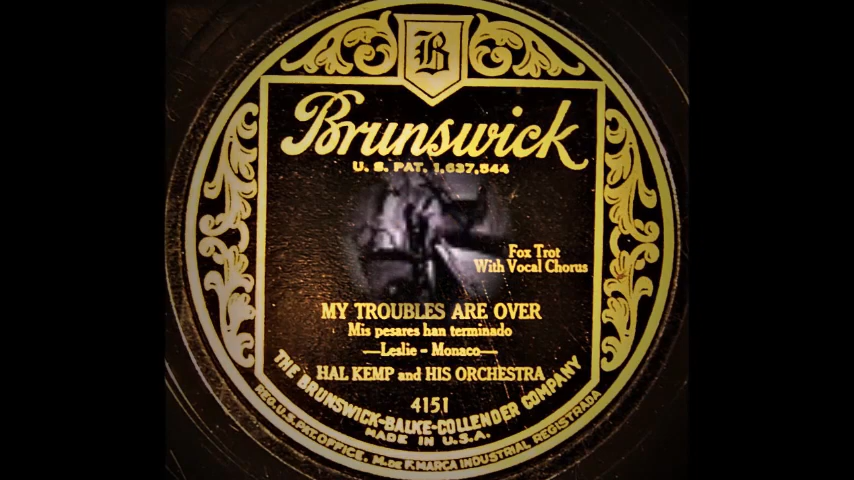 B
Brunswick
U. S. PAT. 1,637,544
Fox Trot
With Vocal Chorus
MY TROUBLES ARE OVER
Mis pesares han terminado
—Leslie - Monaco—
HAL KEMP and HIS ORCHESTRA
4151
THE BRUNSWICK-BALKE-COLLENDER COMPANY
MADE IN U.S.A.
REG. U.S. PAT. OFFICE. M. DE F. MARCA INDUSTRIAL REGISTRADA